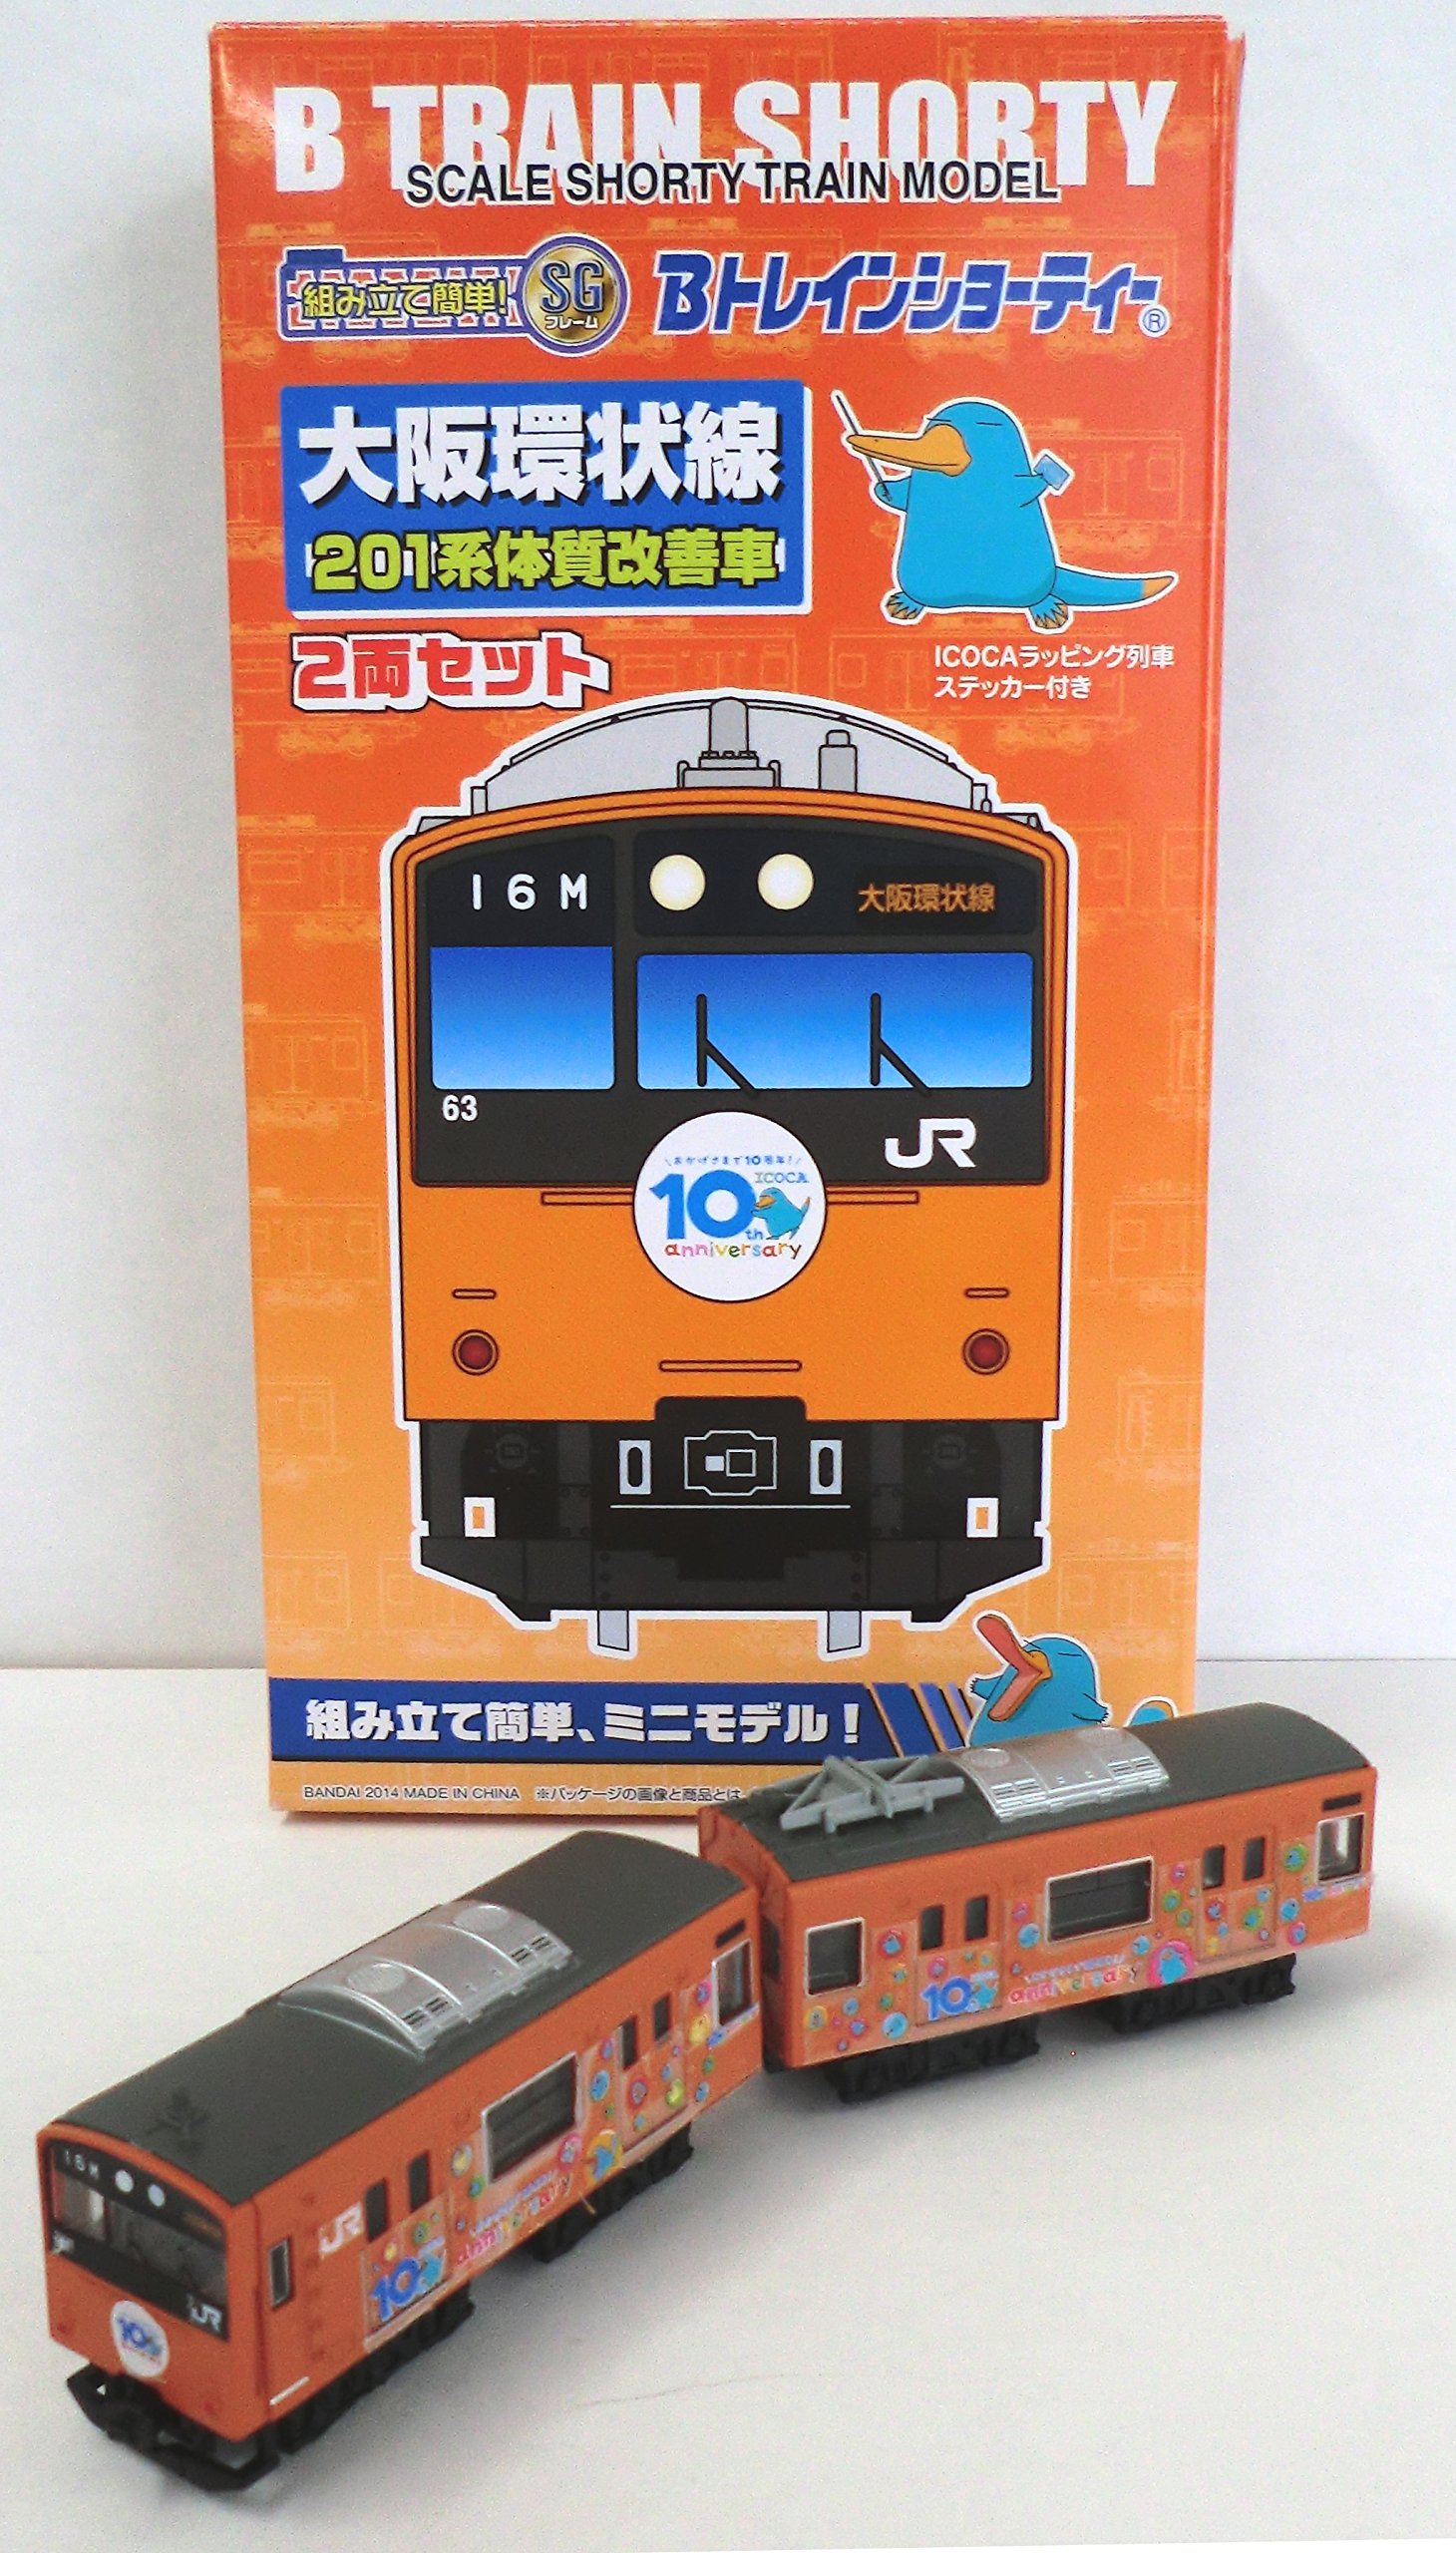 B TRAIN SHORTY
SCALE SHORTY TRAIN MODEL
組み立て簡単!
SG
フレーム
Bトレインショーティー®
大阪環状線
201系体質改善車
2両セット
ICOCAラッピング列車
ステッカー付き
16M
大阪環状線
63
JR
\おかげさまで10周年!/
ICOCA
10th
anniversary
組み立て簡単、ミニモデル!
BANDAI 2014 MADE IN CHINA ※パッケージの画像と商品とは
10
anniversary
16M
JR
10
anniversary
JR
10